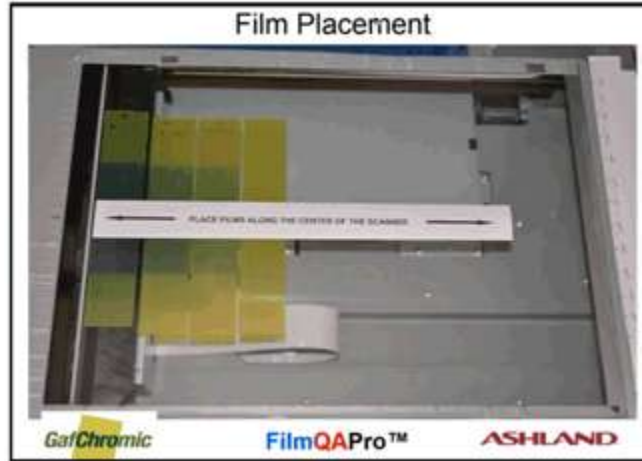 Film Placement
PLACE FILMS ALONG THE CENTER OF THE SCANNER
GafChromic
FilmQAPro™
ASHLAND